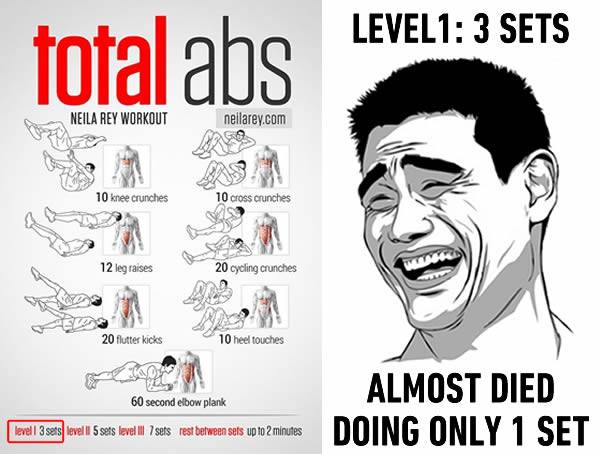 total abs
NEILA REY WORKOUT
neilarey.com
10 knee crunches
10 cross crunches
12 leg raises
20 cycling crunches
20 flutter kicks
10 heel touches
60 second elbow plank
level I 3 sets level II 5 sets level III 7 sets rest between sets up to 2 minutes
LEVEL1: 3 SETS
ALMOST DIED
DOING ONLY 1 SET